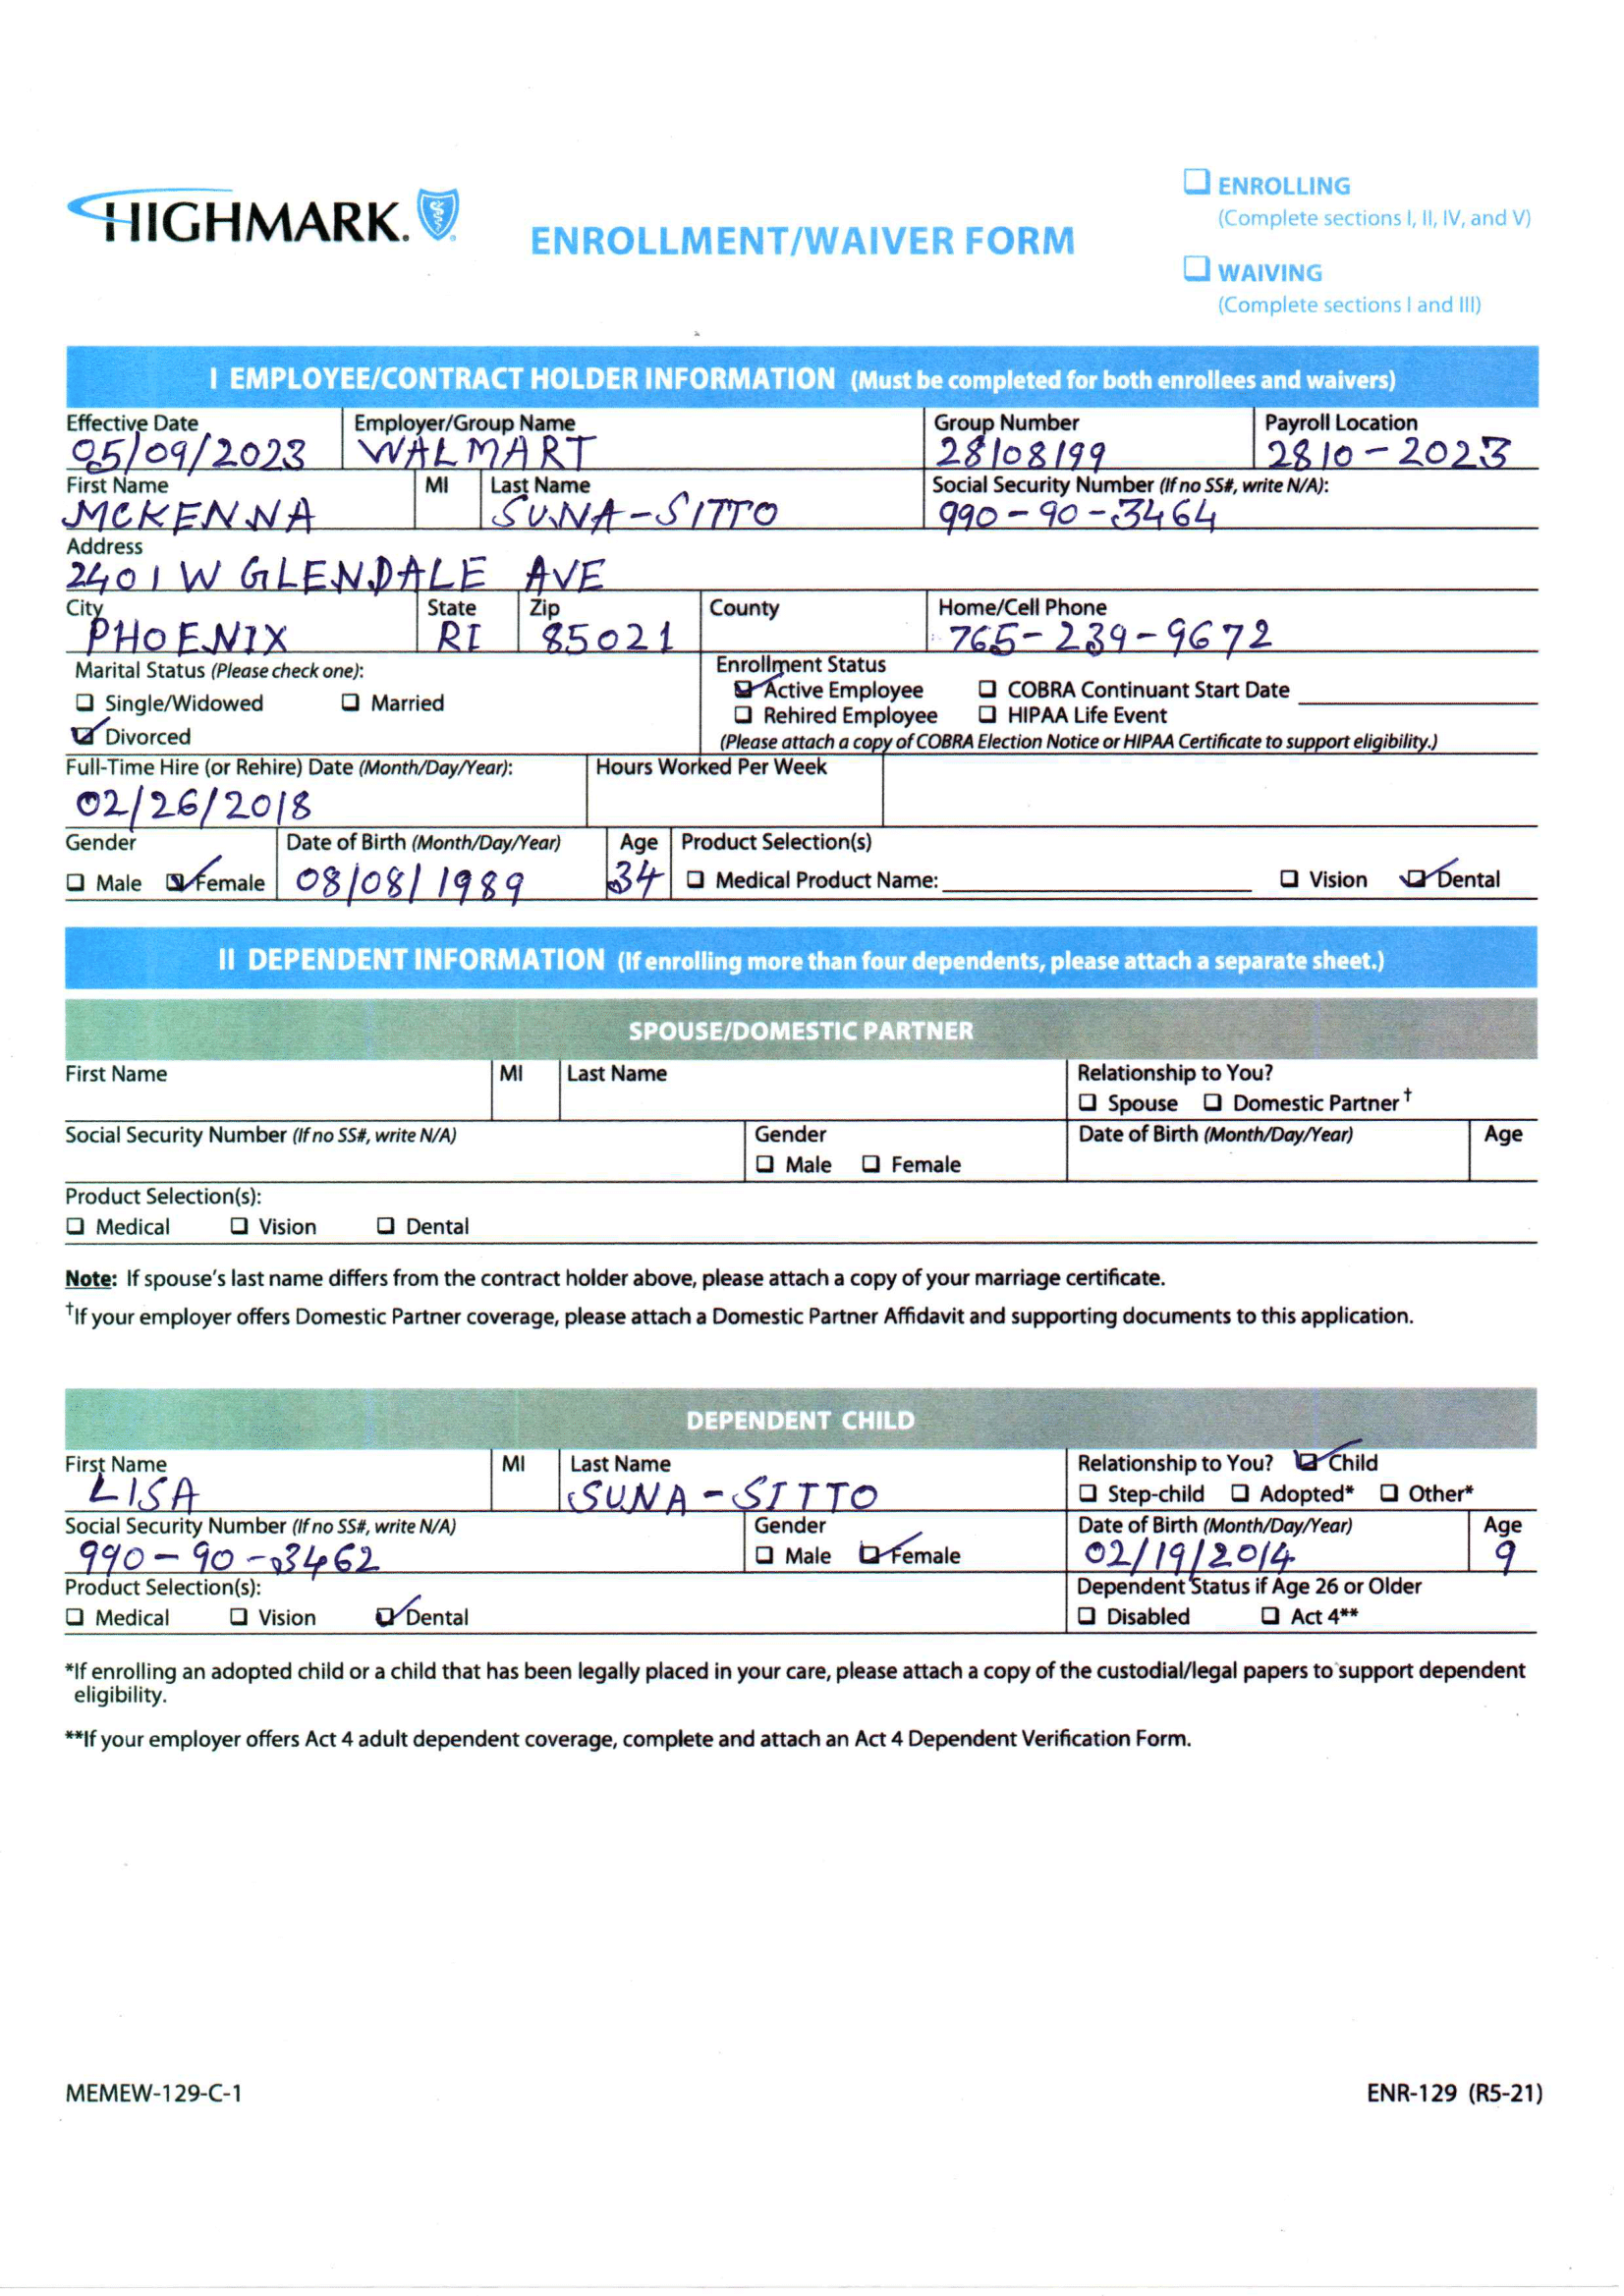 HIGHMARK.
ENROLLMENT/WAIVER FORM
ENROLLING
(Complete sections I, II, IV, and V)
WAIVING
(Complete sections I and III)
I EMPLOYEE/CONTRACT HOLDER INFORMATION (Must be completed for both enrollees and waivers)
Effective Date Employer/Group Name Group Number Payroll Location
05/09/2023 WALMART 28108199 2810-2023
First Name MI Last Name Social Security Number (If no SS#, write N/A):
MCKENNA SUNA-SITTO 990-90-3464
Address
2401 W GLENDALE AVE
City State Zip County Home/Cell Phone
PHOENIX RI 85021 765-239-9672
Marital Status (Please check one): Enrollment Status
Single/Widowed Married Active Employee COBRA Continuant Start Date
Rehired Employee HIPAA Life Event
Divorced (Please attach a copy of COBRA Election Notice or HIPAA Certificate to support eligibility.)
Full-Time Hire (or Rehire) Date (Month/Day/Year): Hours Worked Per Week
02/26/2018
Gender Date of Birth (Month/Day/Year) Age Product Selection(s)
Male Female 08/08/1989 34 Medical Product Name: Vision Dental
II DEPENDENT INFORMATION (If enrolling more than four dependents, please attach a separate sheet.)
SPOUSE/DOMESTIC PARTNER
First Name MI Last Name Relationship to You?
Spouse Domestic Partner†
Social Security Number (If no SS#, write N/A) Gender Date of Birth (Month/Day/Year) Age
Male Female
Product Selection(s):
Medical Vision Dental
Note: If spouse's last name differs from the contract holder above, please attach a copy of your marriage certificate.
†If your employer offers Domestic Partner coverage, please attach a Domestic Partner Affidavit and supporting documents to this application.
DEPENDENT CHILD
First Name MI Last Name Relationship to You? Child
LISA SUNA-SITTO Step-child Adopted* Other*
Social Security Number (If no SS#, write N/A) Gender Date of Birth (Month/Day/Year) Age
990-90-3462 Male Female 02/19/2014 9
Product Selection(s): Dependent Status if Age 26 or Older
Medical Vision Dental Disabled Act 4**
*If enrolling an adopted child or a child that has been legally placed in your care, please attach a copy of the custodial/legal papers to support dependent
eligibility.
**If your employer offers Act 4 adult dependent coverage, complete and attach an Act 4 Dependent Verification Form.
MEMEW-129-C-1 ENR-129 (R5-21)